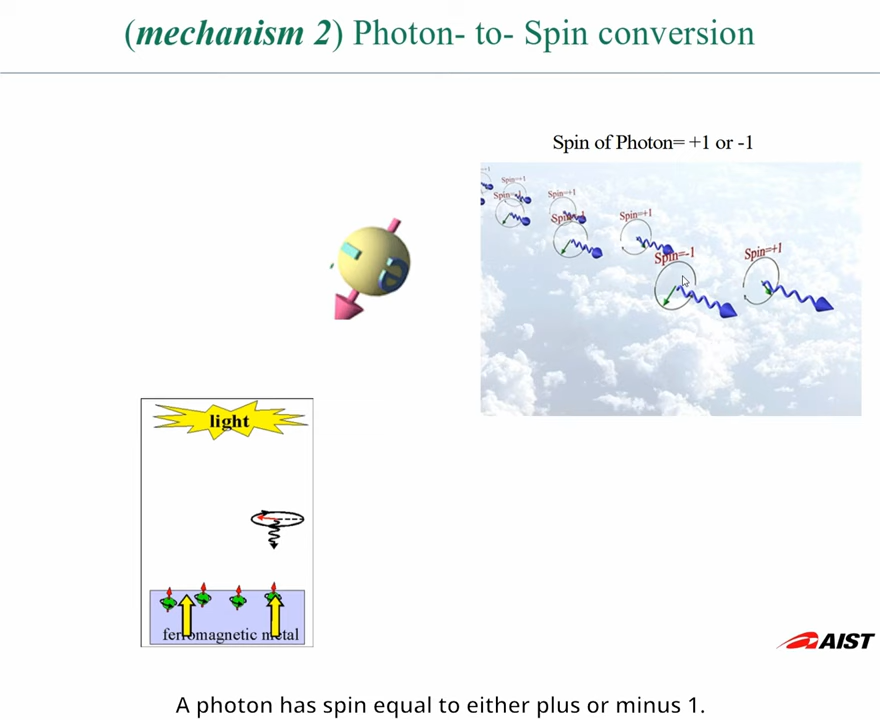 (mechanism 2) Photon- to- Spin conversion
Spin of Photon= +1 or -1
Spin=+1
Spin=+1
Spin=+1
Spin=-1
Spin=+1
e
light
ferromagnetic metal
AIST
A photon has spin equal to either plus or minus 1.